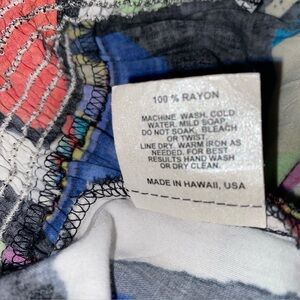 100 % RAYON
MACHINE WASH. COLD
WATER. MILD SOAP.
DO NOT SOAK, BLEACH
OR TWIST.
LINE DRY. WARM IRON AS
NEEDED. FOR BEST
RESULTS HAND WASH
OR DRY CLEAN.
MADE IN HAWAII, USA